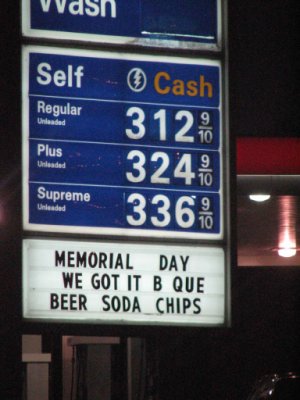 Wash
Self Cash
Regular
Unleaded
312 9/10
Plus
Unleaded
324 9/10
Supreme
Unleaded
336 9/10
MEMORIAL DAY
WE GOT IT B QUE
BEER SODA CHIPS